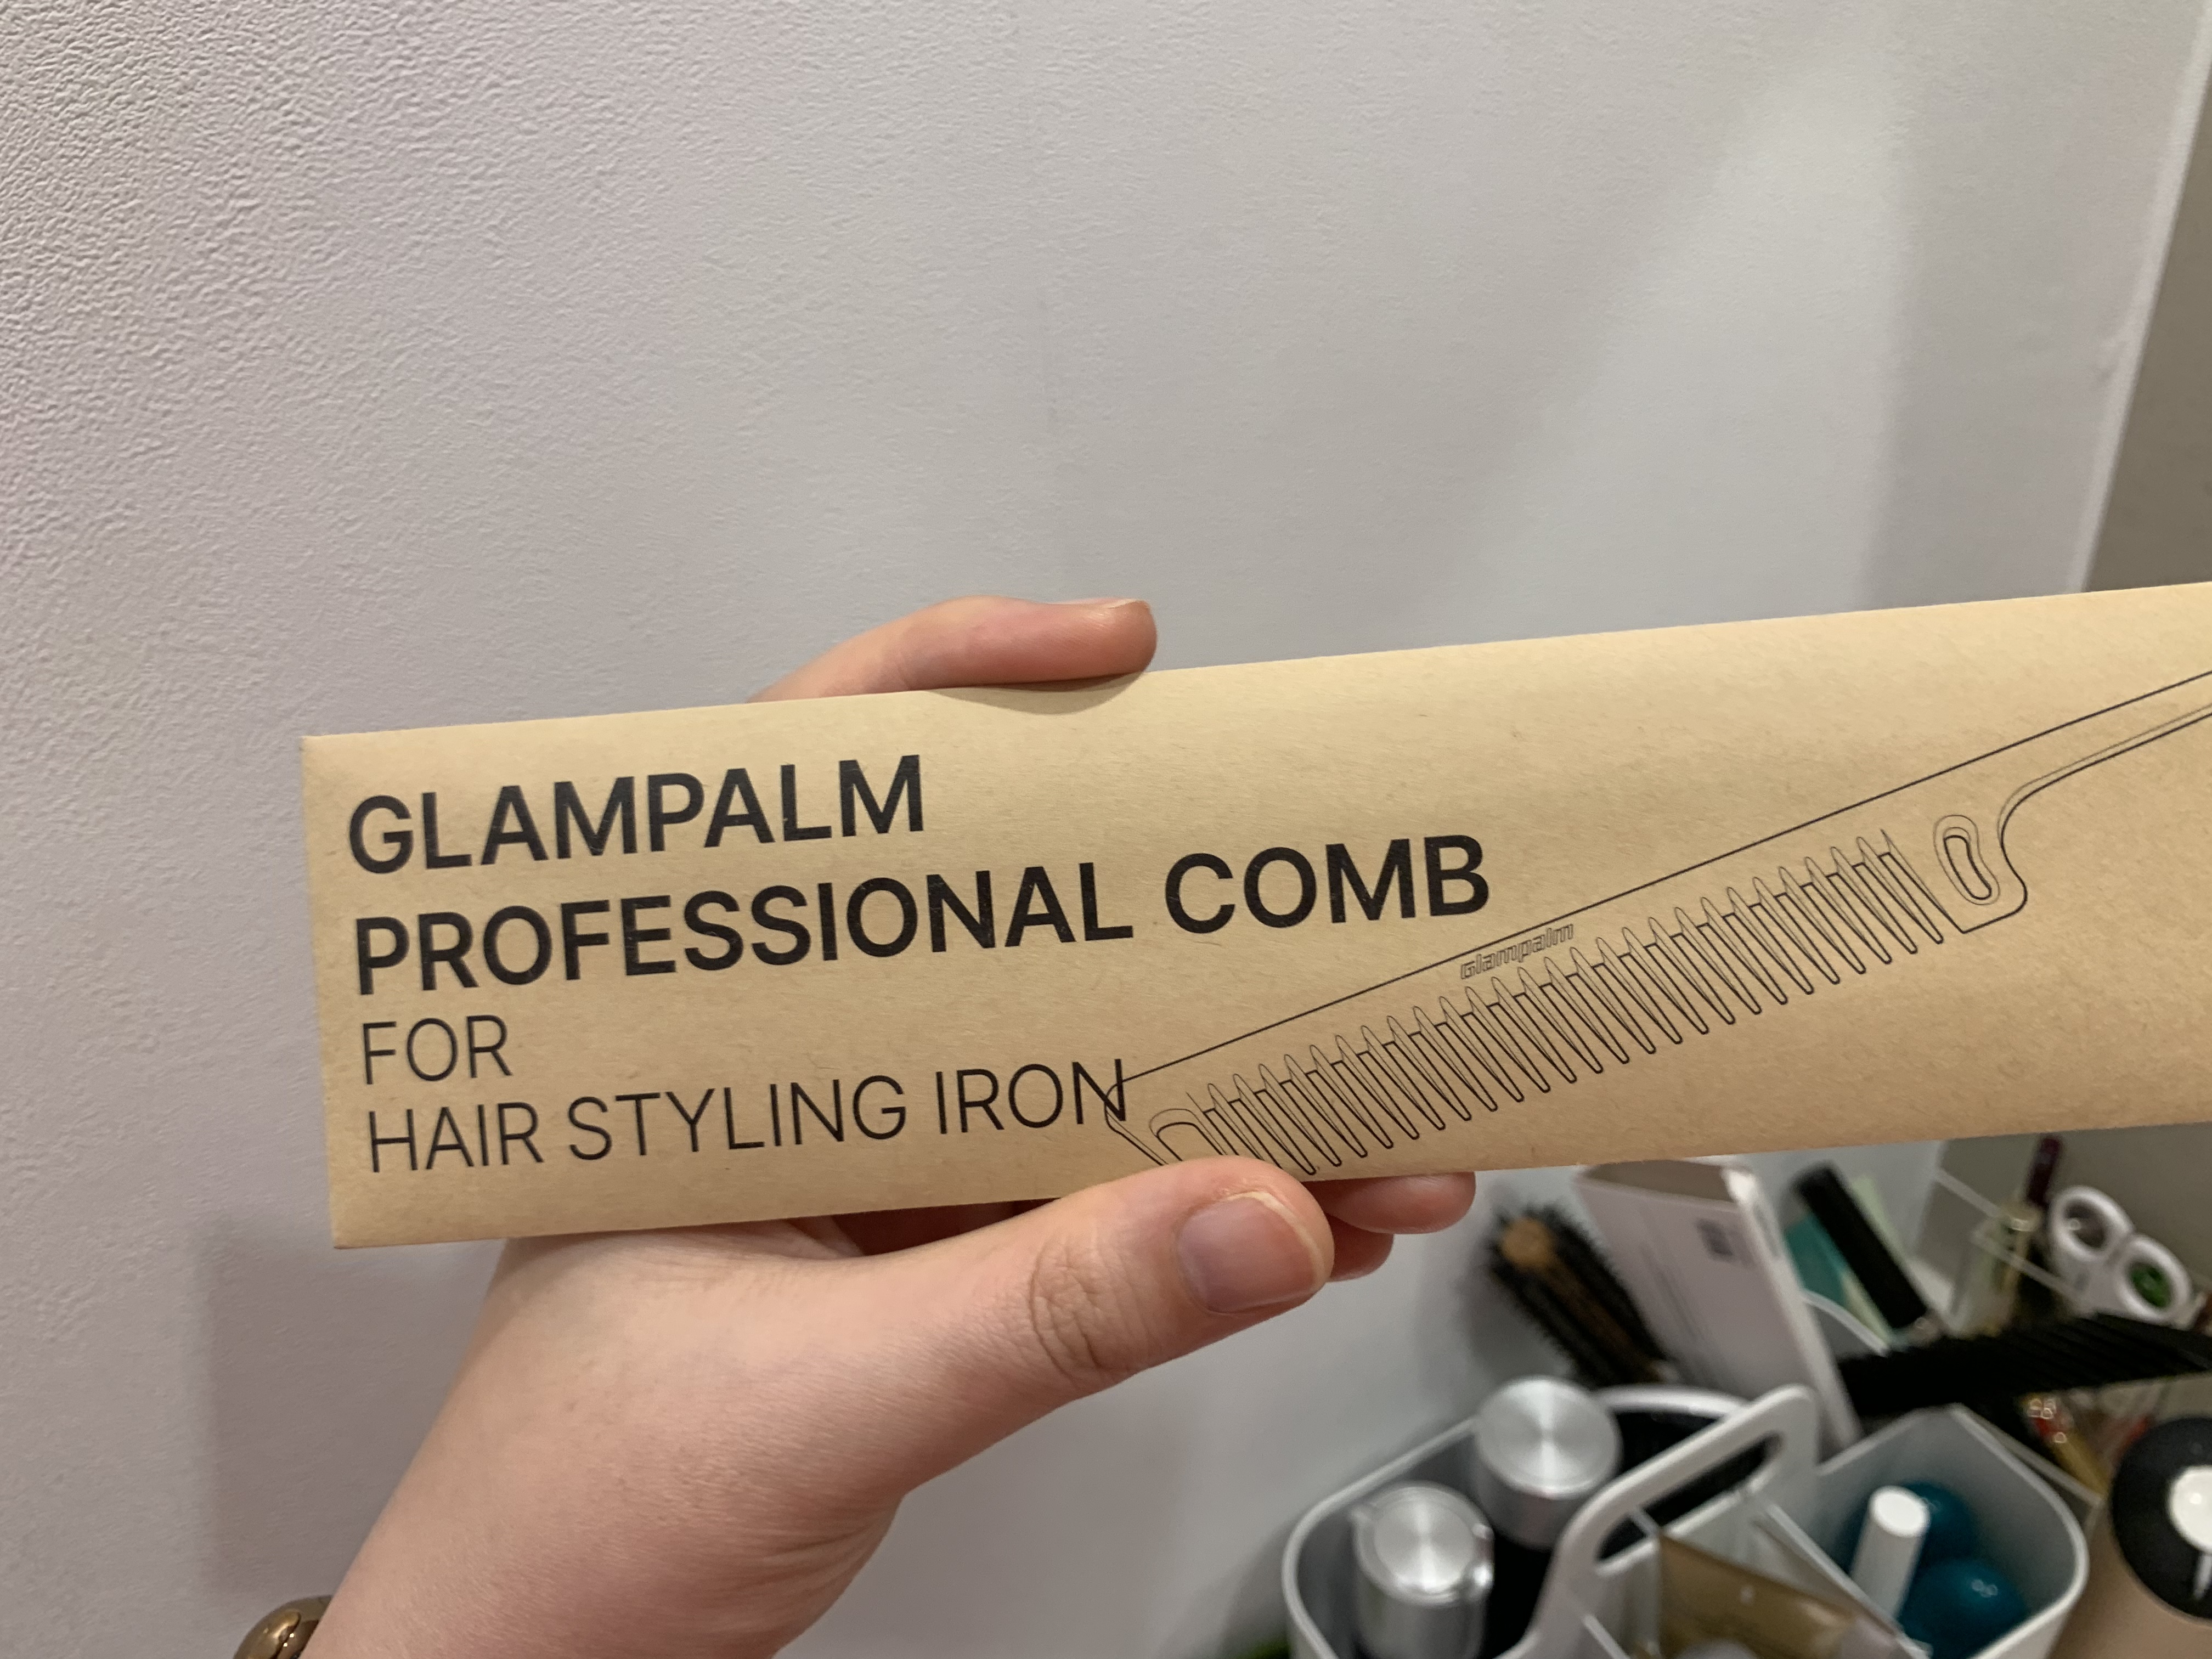 GLAMPALM
PROFESSIONAL COMB
FOR
HAIR STYLING IRON
Glampalm